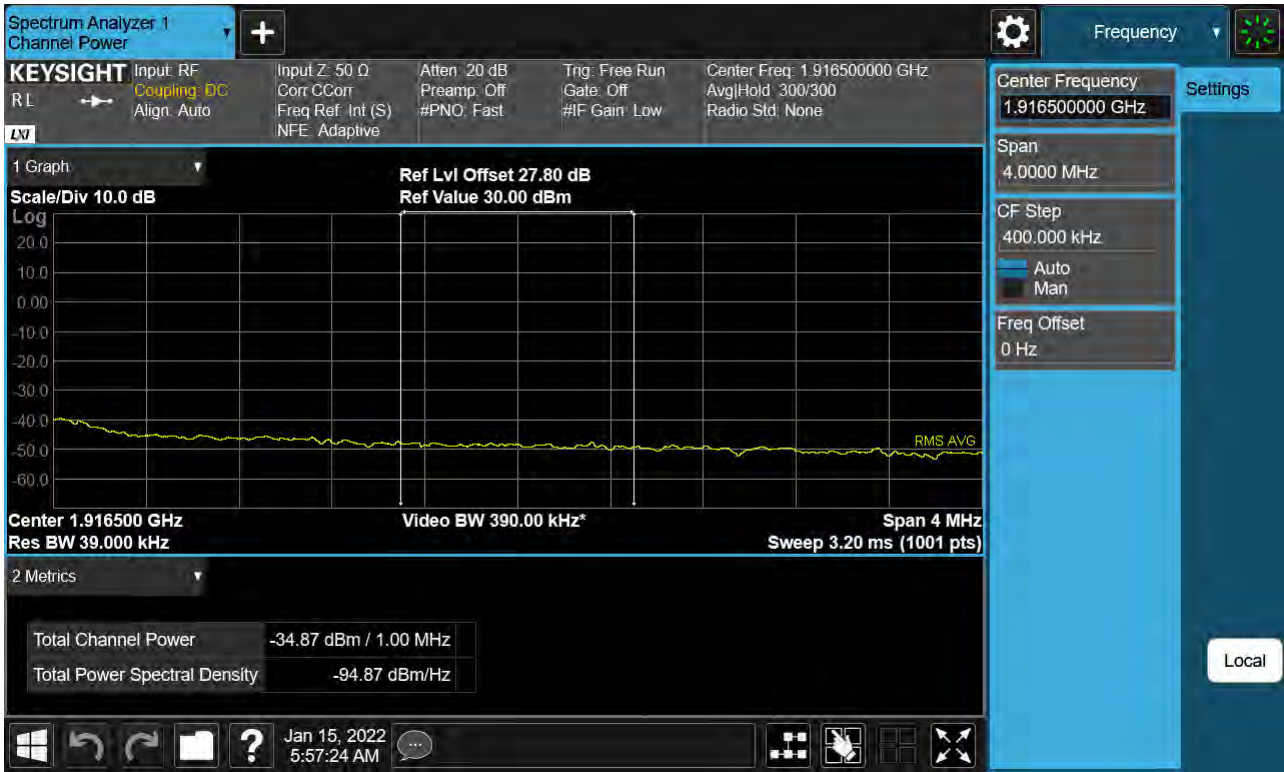 Spectrum Analyzer 1
Channel Power
+
Frequency
KEYSIGHT
RL
LXI
Input: RF
Coupling: DC
Align: Auto
Input Z: 50 Ω
Corr CCorr
Freq Ref: Int (S)
NFE: Adaptive
Atten: 20 dB
Preamp: Off
#PNO: Fast
Trig: Free Run
Gate: Off
#IF Gain: Low
Center Freq: 1.916500000 GHz
Avg|Hold: 300/300
Radio Std: None
Center Frequency
1.916500000 GHz
Settings
Span
4.0000 MHz
CF Step
400.000 kHz
Auto
Man
Freq Offset
0 Hz
Local
1 Graph
Scale/Div 10.0 dB
Ref Lvl Offset 27.80 dB
Ref Value 30.00 dBm
Log
20.0
10.0
0.00
-10.0
-20.0
-30.0
-40.0
-50.0
-60.0
RMS AVG
Center 1.916500 GHz
Res BW 39.000 kHz
Video BW 390.00 kHz*
Span 4 MHz
Sweep 3.20 ms (1001 pts)
2 Metrics
Total Channel Power -34.87 dBm / 1.00 MHz
Total Power Spectral Density -94.87 dBm/Hz
?
Jan 15, 2022
5:57:24 AM